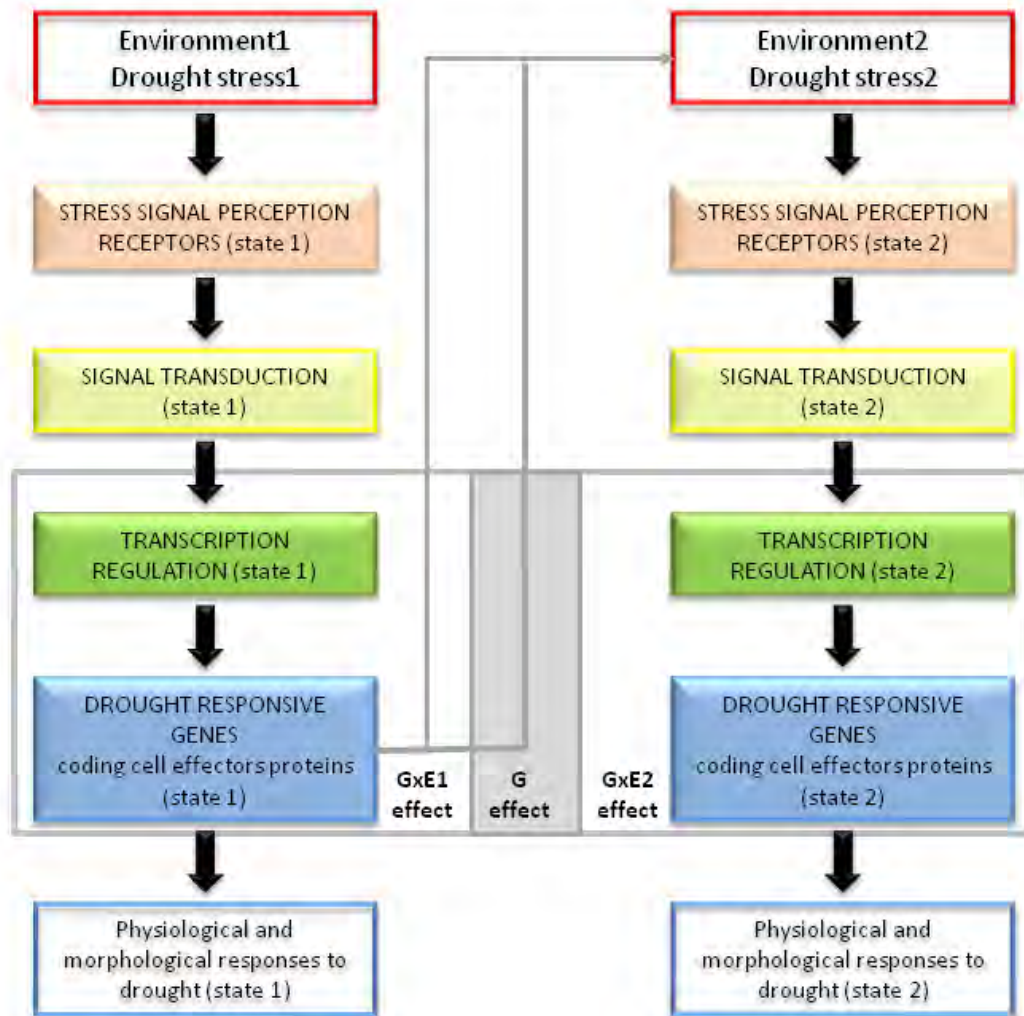 Environment1
Drought stress1
STRESS SIGNAL PERCEPTION
RECEPTORS (state 1)
SIGNAL TRANSDUCTION
(state 1)
TRANSCRIPTION
REGULATION (state 1)
DROUGHT RESPONSIVE
GENES
coding cell effectors proteins
(state 1)
Physiological and
morphological responses to
drought (state 1)
GxE1
effect
G
effect
GxE2
effect
Environment2
Drought stress2
STRESS SIGNAL PERCEPTION
RECEPTORS (state 2)
SIGNAL TRANSDUCTION
(state 2)
TRANSCRIPTION
REGULATION (state 2)
DROUGHT RESPONSIVE
GENES
coding cell effectors proteins
(state 2)
Physiological and
morphological responses to
drought (state 2)